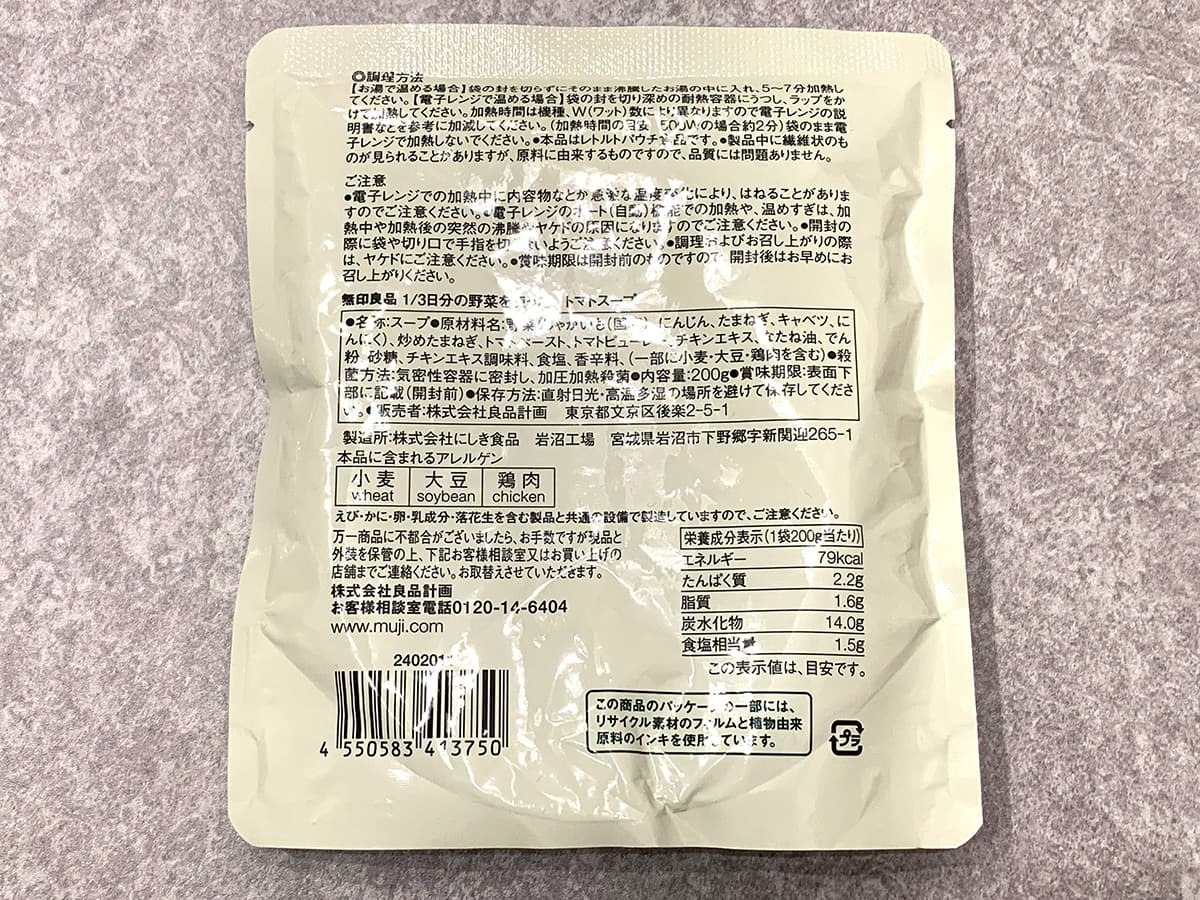 ◎調理方法
【お湯で温める場合】袋の封を切らずにそのまま沸騰したお湯の中に入れ、5〜7分加熱し
てください。【電子レンジで温める場合】袋の封を切り深めの耐熱容器にうつし、ラップをか
けて加熱してください。加熱時間は機種、W(ワット)数により異なりますので電子レンジの説
明書などを参考に加減してください。(加熱時間の目安 500Wの場合約2分)袋のまま電
子レンジで加熱しないでください。●本品はレトルトパウチ食品です。●製品中に繊維状のも
のが見られることがありますが、原料に由来するものですので、品質には問題ありません。
ご注意
●電子レンジでの加熱中に内容物などが急激な温度変化により、はねることがありま
すのでご注意ください。●電子レンジのオート(自動)機能での加熱や、温めすぎは、加
熱中や加熱後の突然の沸騰やヤケドの原因になりますのでご注意ください。●開封の
際に袋や切り口で手指を切らないようご注意ください。●調理およびお召し上がりの際
は、ヤケドにご注意ください。●賞味期限は開封前のものですので、開封後はお早めにお
召し上がりください。
無印良品 1/3日分の野菜を トマトスープ
●名称:スープ●原材料名:野菜(じゃがいも(国産)、にんじん、たまねぎ、キャベツ、に
んにく)、炒めたまねぎ、トマトペースト、トマトピューレー、チキンエキス、なたね油、でん
粉、砂糖、チキンエキス調味料、食塩、香辛料、(一部に小麦・大豆・鶏肉を含む)●殺
菌方法:気密性容器に密封し、加圧加熱殺菌●内容量:200g●賞味期限:表面下
部に記載(開封前)●保存方法:直射日光・高温多湿の場所を避けて保存してくださ
い。●販売者:株式会社良品計画 東京都文京区後楽2-5-1
製造所:株式会社にしき食品 岩沼工場 宮城県岩沼市下野郷字新関迎265-1
本品に含まれるアレルゲン
小麦 大豆 鶏肉
wheat soybean chicken
えび・かに・卵・乳成分・落花生を含む製品と共通の設備で製造していますので、ご注意ください。
万一商品に不都合がございましたら、お手数ですが現品と
外装を保管の上、下記お客様相談室又はお買い上げの
店舗までご連絡ください。お取替えさせていただきます。
株式会社良品計画
お客様相談室電話0120-14-6404
www.muji.com
栄養成分表示(1袋200g当たり)
エネルギー 79kcal
たんぱく質 2.2g
脂質 1.6g
炭水化物 14.0g
食塩相当量 1.5g
この表示値は、目安です。
4 550583 413750
この商品のパッケージの一部には、
リサイクル素材のフィルムと植物由来
原料のインキを使用しています。
プラ